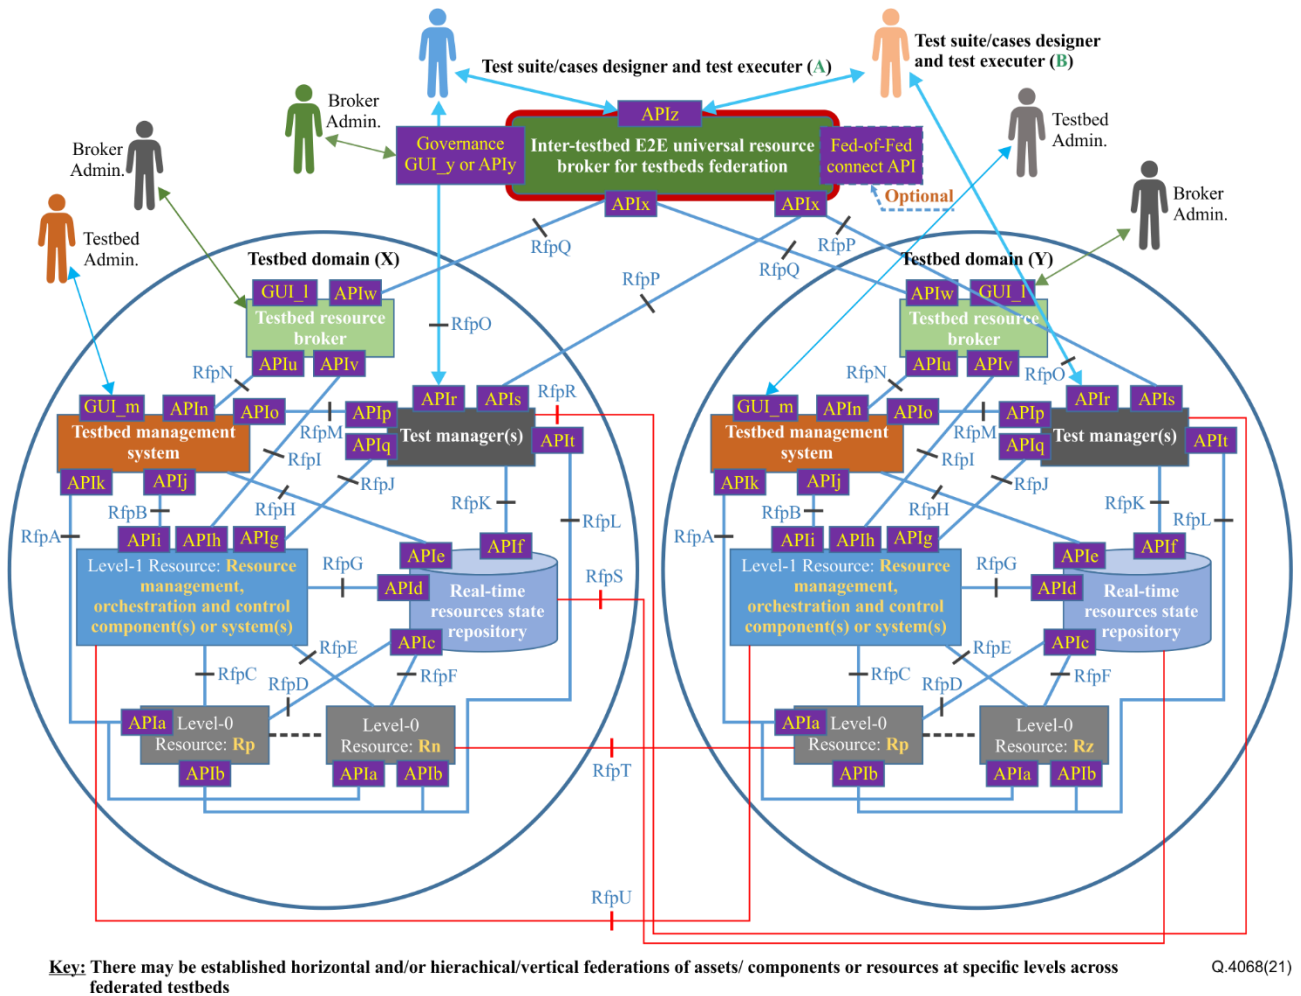 Test suite/cases designer and test executer (A)
Test suite/cases designer
and test executer (B)
Broker
Admin.
Testbed
Admin.
Broker
Admin.
Broker
Admin.
Testbed
Admin.
APIz
Governance
GUI_y or APIy
Inter-testbed E2E universal resource
broker for testbeds federation
Fed-of-Fed
connect API
Optional
APIx
APIx
RfpQ
RfpP
RfpQ
RfpP
Testbed domain (X)
GUI_l
APIw
Testbed resource
broker
APIu
APIv
RfpO
RfpN
GUI_m
APIn
APIo
RfpM
APIp
APIr
APIs
RfpR
Testbed management
system
APIq
Test manager(s)
APIt
APIk
APIj
RfpI
RfpJ
RfpH
RfpK
RfpL
RfpA
RfpB
APIi
APIh
APIg
APIe
APIf
Level-1 Resource: Resource
management,
orchestration and control
component(s) or system(s)
RfpG
APId
Real-time
resources state
repository
RfpS
APIc
RfpC
RfpE
RfpD
RfpF
APIa
Level-0
Resource: Rp
Level-0
Resource: Rn
APIb
APIa
APIb
RfpT
RfpU
Testbed domain (Y)
APIw
GUI_l
Testbed resource
broker
APIu
APIv
RfpO
RfpN
GUI_m
APIn
APIo
RfpM
APIp
APIr
APIs
Testbed management
system
APIq
Test manager(s)
APIt
APIk
APIj
RfpI
RfpJ
RfpH
RfpK
RfpL
RfpA
RfpB
APIi
APIh
APIg
APIe
APIf
Level-1 Resource: Resource
management,
orchestration and control
component(s) or system(s)
RfpG
APId
Real-time
resources state
repository
APIc
RfpC
RfpE
RfpD
RfpF
APIa
Level-0
Resource: Rp
Level-0
Resource: Rz
APIb
APIa
APIb
Key: There may be established horizontal and/or hierachical/vertical federations of assets/ components or resources at specific levels across
federated testbeds
Q.4068(21)